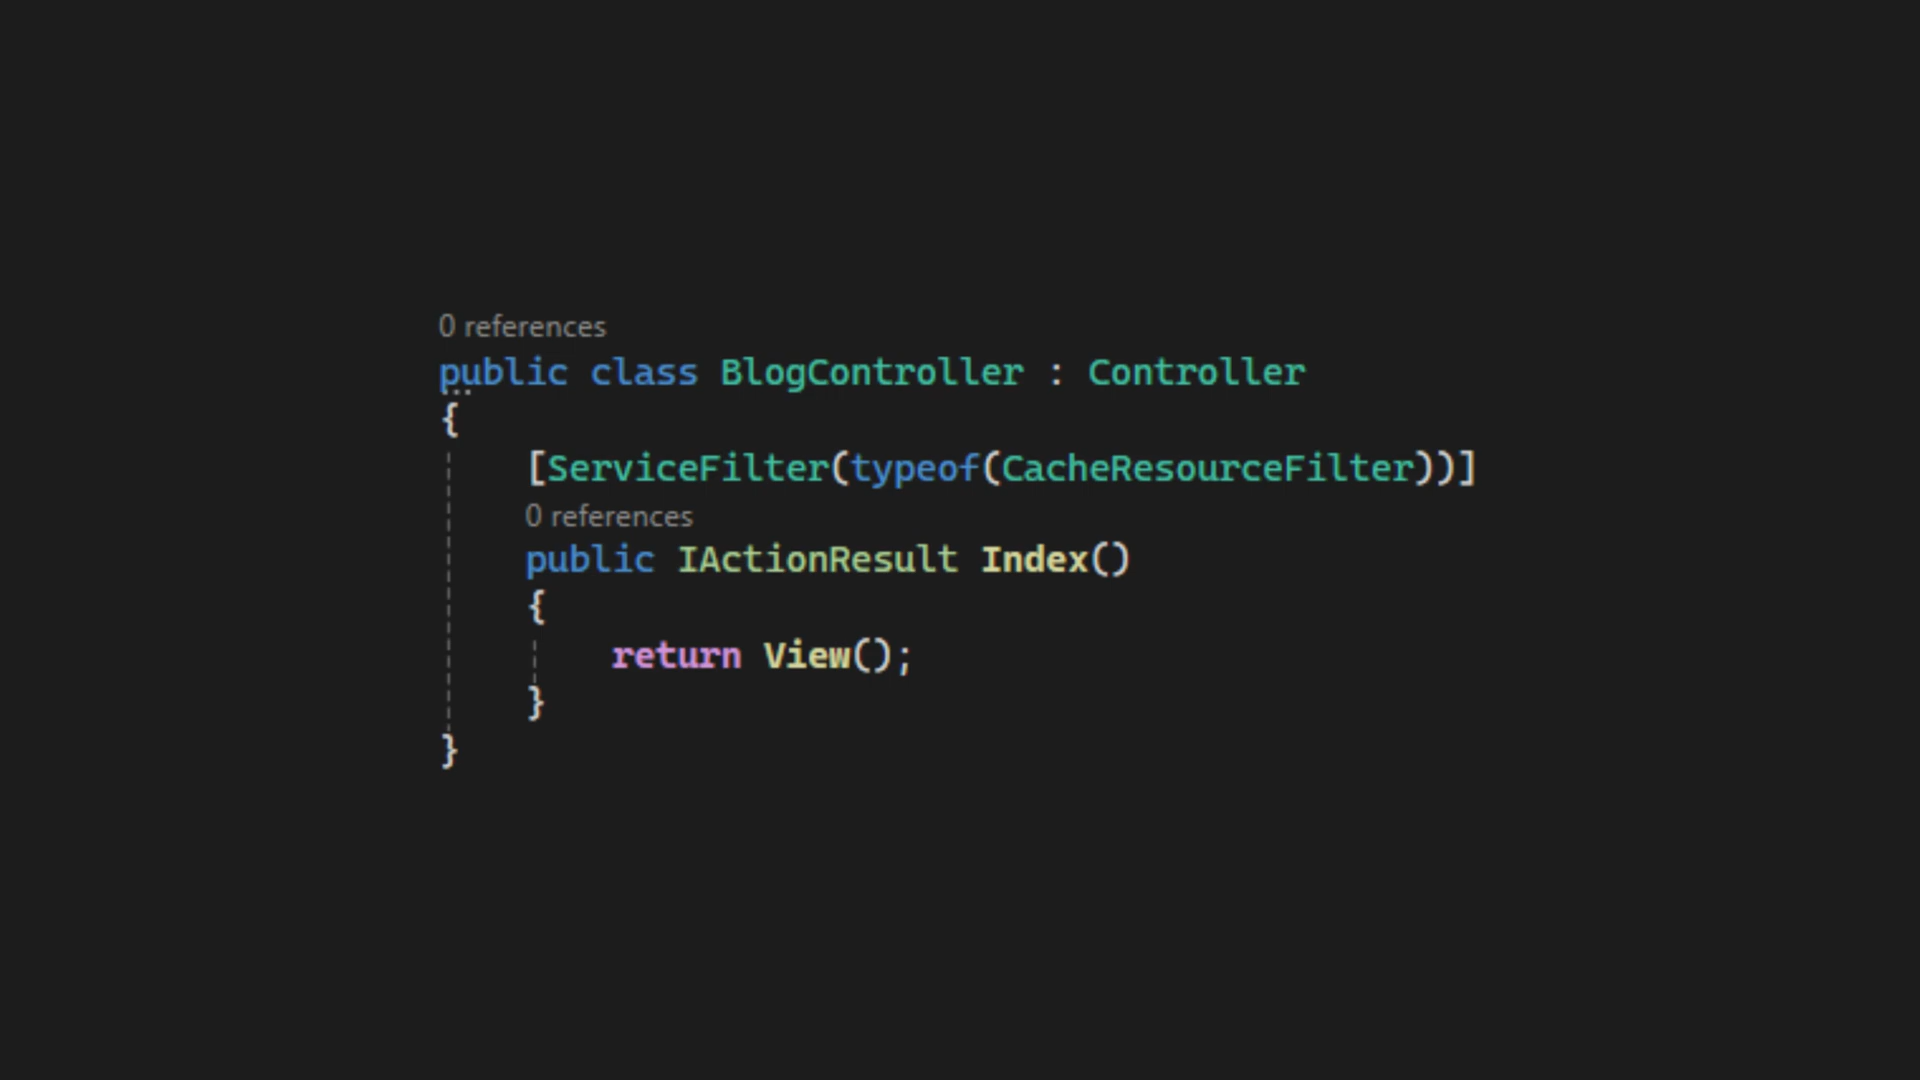 0 references
public class BlogController : Controller
{
[ServiceFilter(typeof(CacheResourceFilter))]
0 references
public IActionResult Index()
{
return View();
}
}